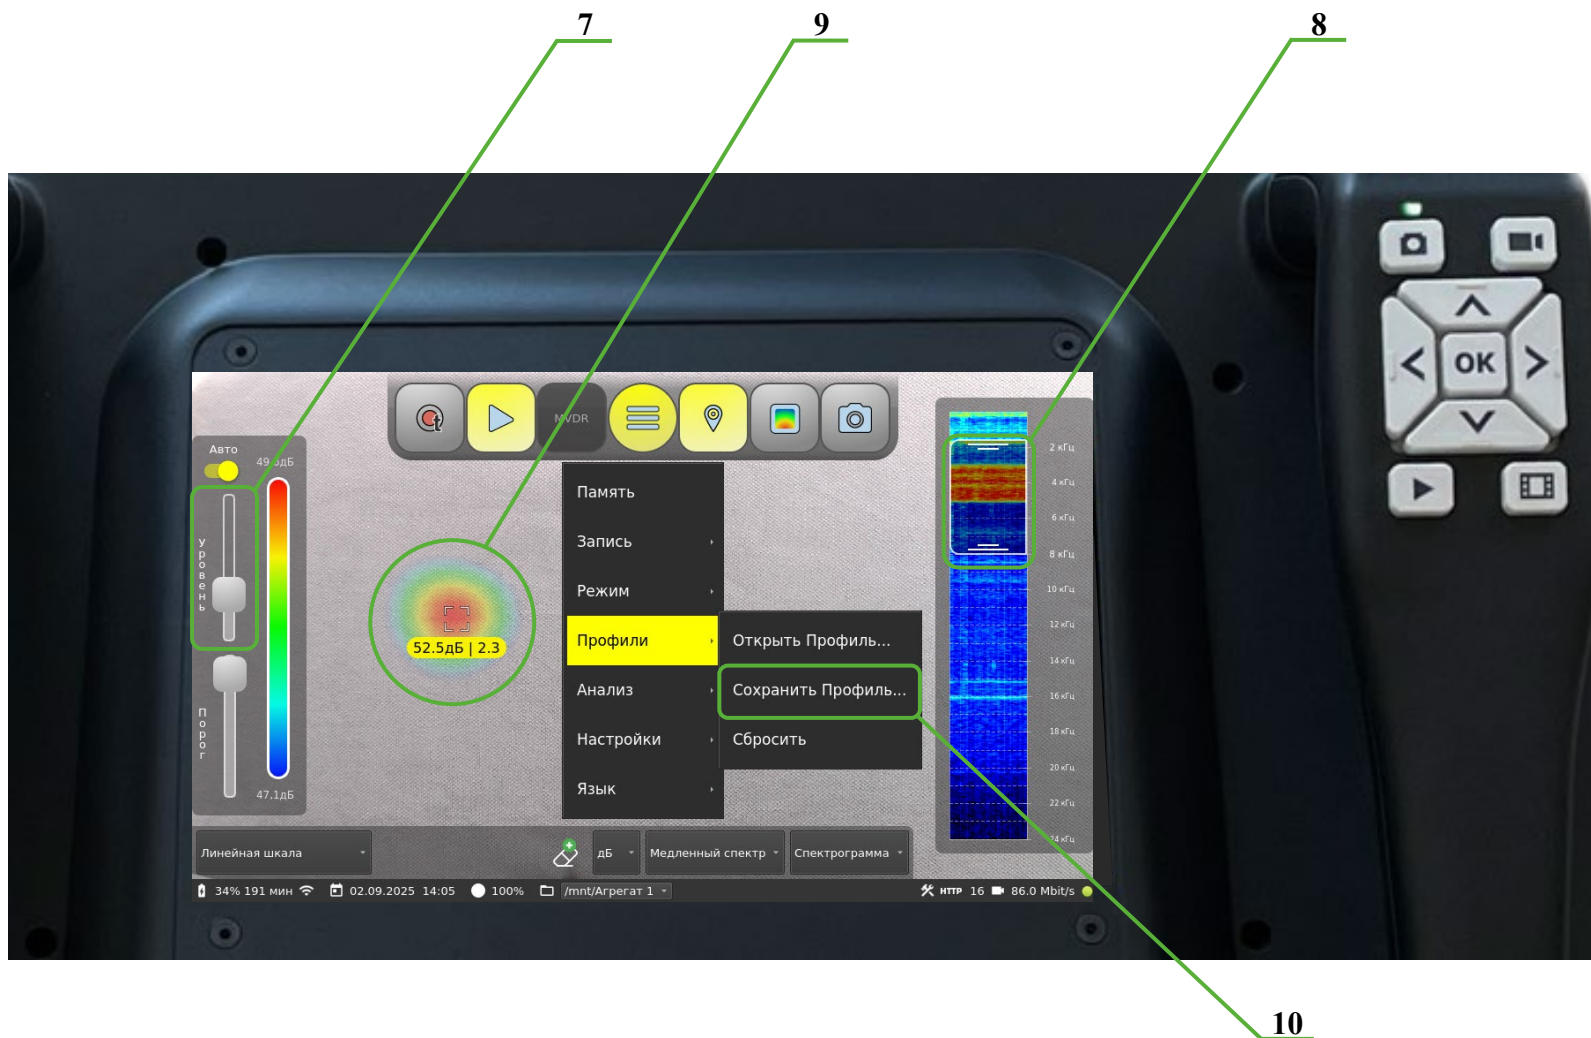 7
9
8
Авто
49.5дБ
Уровень
Порог
47.1дБ
MVDR
52.5дБ | 2.3
Память
Запись
Режим
Профили
Анализ
Настройки
Язык
Открыть Профиль...
Сохранить Профиль...
Сбросить
2 кГц
4 кГц
6 кГц
8 кГц
10 кГц
12 кГц
14 кГц
16 кГц
18 кГц
20 кГц
22 кГц
24 кГц
OK
Линейная шкала
дБ
Медленный спектр
Спектрограмма
34% 191 мин
02.09.2025 14:05
100%
/mnt/Агрегат 1
HTTP 16
86.0 Mbit/s
10